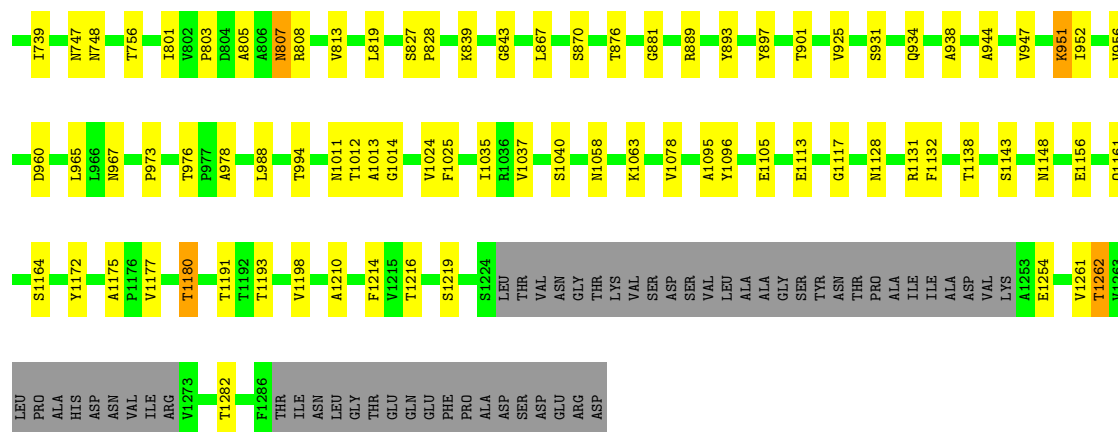 I739 N747 N748 T756 I801 V802 P803 D804 A805 A806 N807 R808 V813 L819 S827 P828 K839 G843 L867 S870 T876 G881 R889 Y893 Y897 T901 V925 S931 Q934 A938 A944 V947 K951 I952
D960 L965 L966 N967 P973 T976 P977 A978 L988 T994 N1011 T1012 A1013 G1014 V1024 F1025 I1035 R1036 V1037 S1040 N1058 K1063 V1078 A1095 Y1096 E1105 E1113 G1117 N1128 R1131 F1132 T1138 S1143 N1148 E1156
S1164 Y1172 A1175 P1176 V1177 T1180 T1191 T1192 T1193 V1198 A1210 F1214 V1215 T1216 S1219 S1224 LEU THR VAL ASN GLY THR LYS VAL SER ASP SER VAL LEU ALA ALA GLY SER TYR ASN THR PRO ALA ILE ILE ALA ASP VAL LYS A1253 E1254 V1261 T1262
LEU PRO ALA HIS ASP ASN VAL ILE ARG V1273 T1282 F1286 THR ILE ASN LEU GLY THR GLU GLN GLU PHE PRO ALA ASP SER ASP GLU ARG ASP